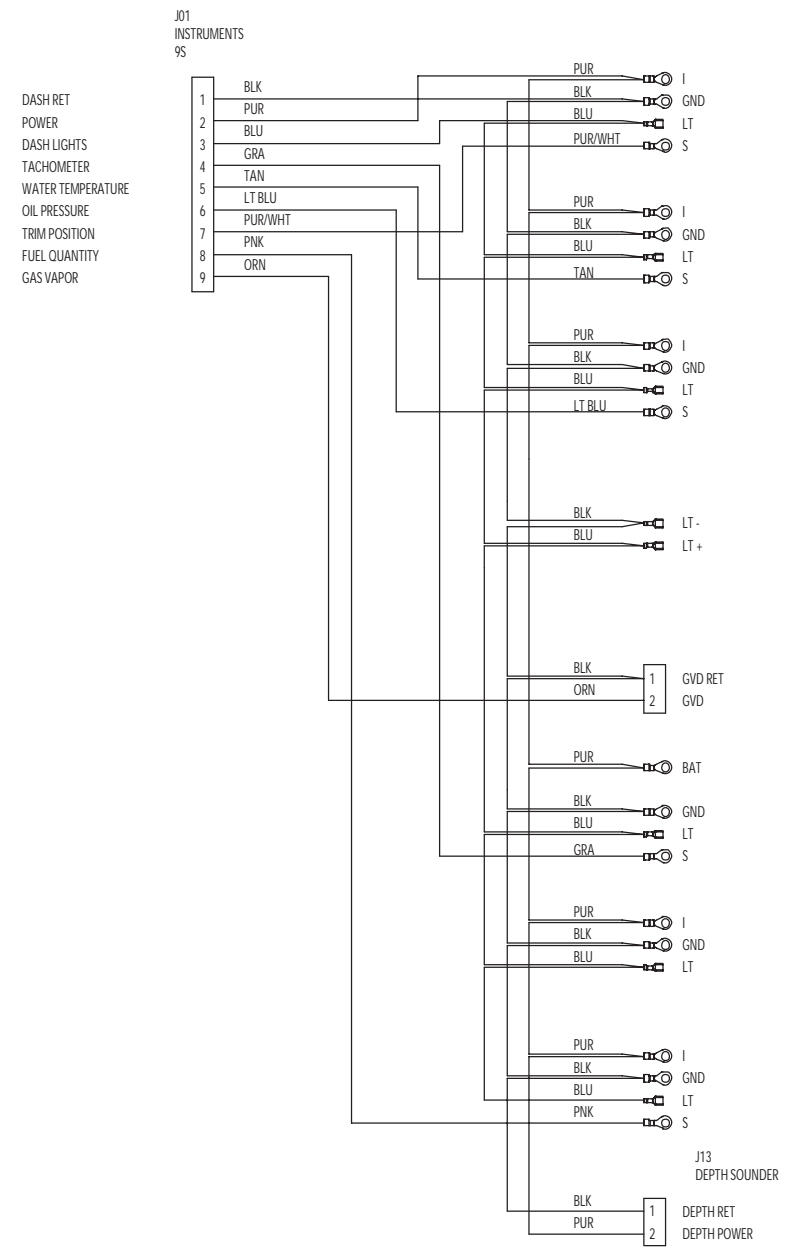 J01
INSTRUMENTS
9S
DASH RET 1 BLK
POWER 2 PUR
DASH LIGHTS 3 BLU
TACHOMETER 4 GRA
WATER TEMPERATURE 5 TAN
OIL PRESSURE 6 LT BLU
TRIM POSITION 7 PUR/WHT
FUEL QUANTITY 8 PNK
GAS VAPOR 9 ORN
PUR I
BLK GND
BLU LT
PUR/WHT S
PUR I
BLK GND
BLU LT
TAN S
PUR I
BLK GND
BLU LT
LT BLU S
BLK LT -
BLU LT +
BLK 1 GVD RET
ORN 2 GVD
PUR BAT
BLK GND
BLU LT
GRA S
PUR I
BLK GND
BLU LT
PUR I
BLK GND
BLU LT
PNK S
J13
DEPTH SOUNDER
BLK 1 DEPTH RET
PUR 2 DEPTH POWER